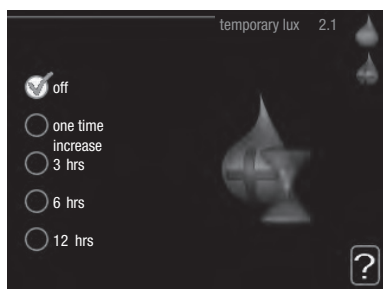 temporary lux 2.1
off
one time
increase
3 hrs
6 hrs
12 hrs
?